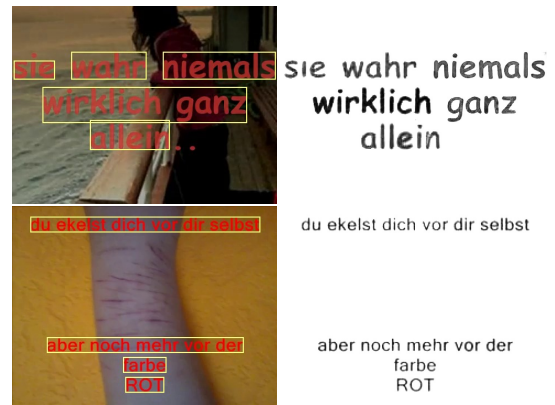 sie wahr niemals
wirklich ganz
allein..
sie wahr niemals
wirklich ganz
allein
du ekelst dich vor dir selbst
aber noch mehr vor der
farbe
ROT
du ekelst dich vor dir selbst
aber noch mehr vor der
farbe
ROT